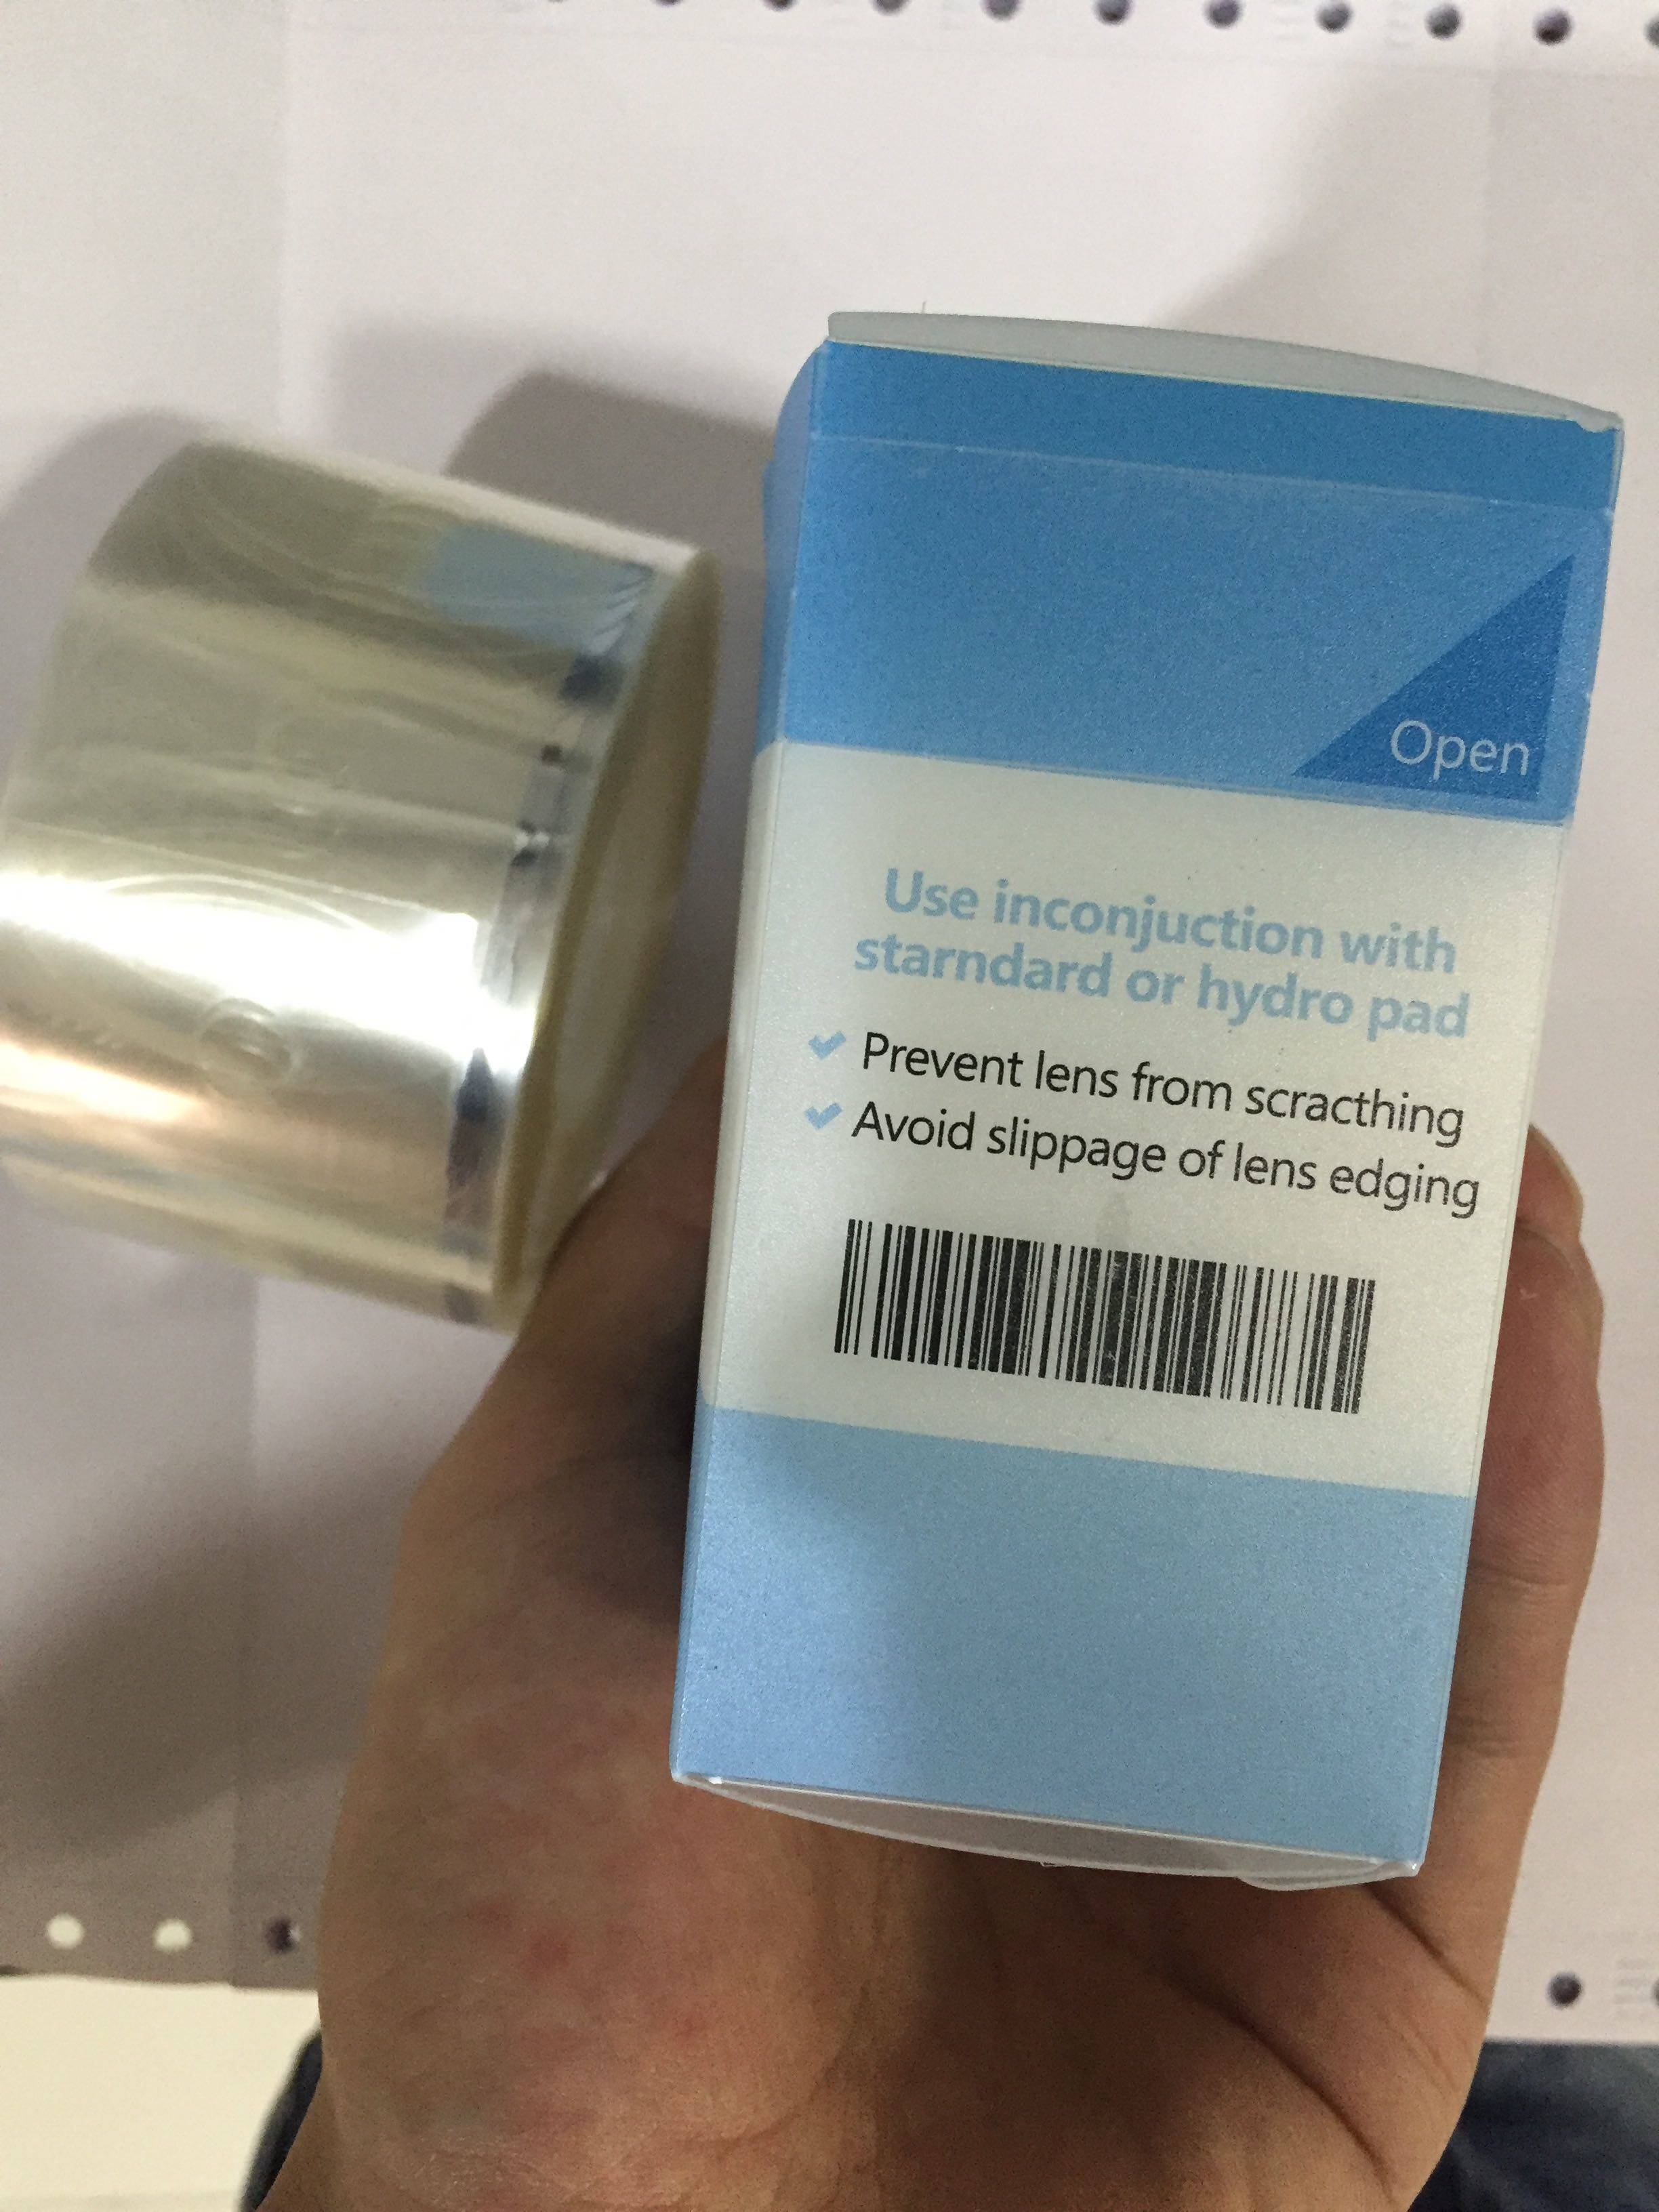 Open
Use inconjuction with
starndard or hydro pad
Prevent lens from scracthing
Avoid slippage of lens edging